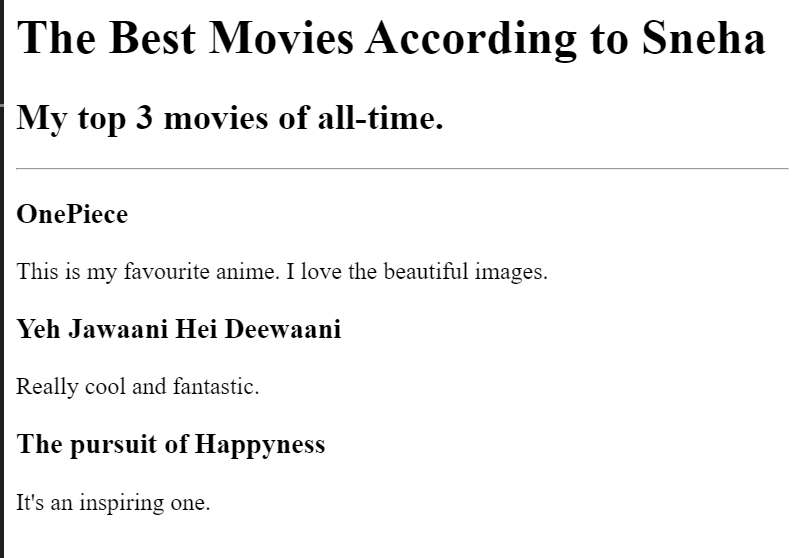 The Best Movies According to Sneha
My top 3 movies of all-time.
OnePiece
This is my favourite anime. I love the beautiful images.
Yeh Jawaani Hei Deewaani
Really cool and fantastic.
The pursuit of Happyness
It's an inspiring one.